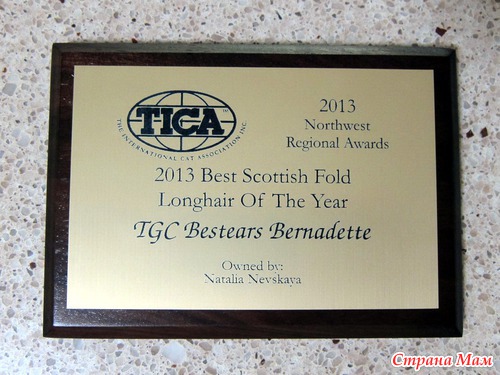 TICA
TM
THE INTERNATIONAL CAT ASSOCIATION INC.
2013
Northwest
Regional Awards
2013 Best Scottish Fold
Longhair Of The Year
TGC Bestears Bernadette
Owned by:
Natalia Nevskaya
Страна Мам